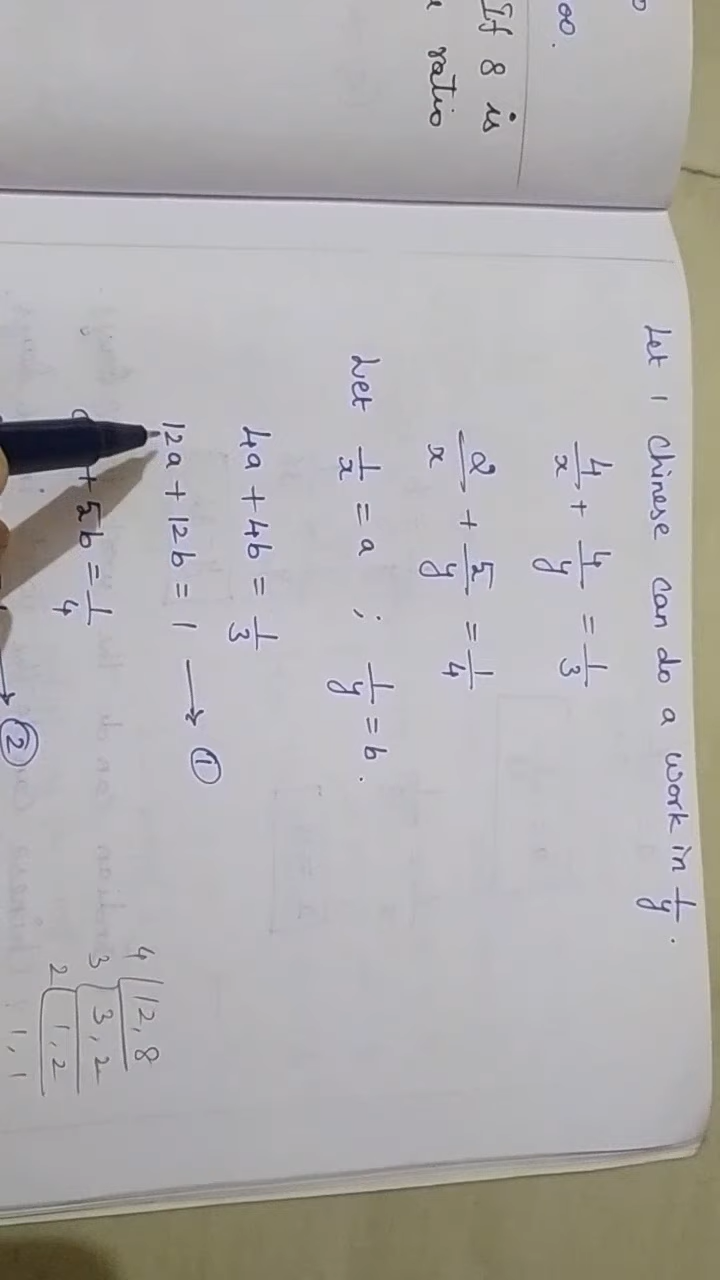 If 8 is
ratio
Let 1 chinese can do a work in 1/y.
4/x + 4/y = 1/3
2/x + 5/y = 1/4
Let 1/x = a ; 1/y = b.
4a + 4b = 1/3
12a + 12b = 1 → ①
+ 5b = 1/4
→ ②
4 | 12, 8
3 | 3, 2
2 | 1, 2
1, 1